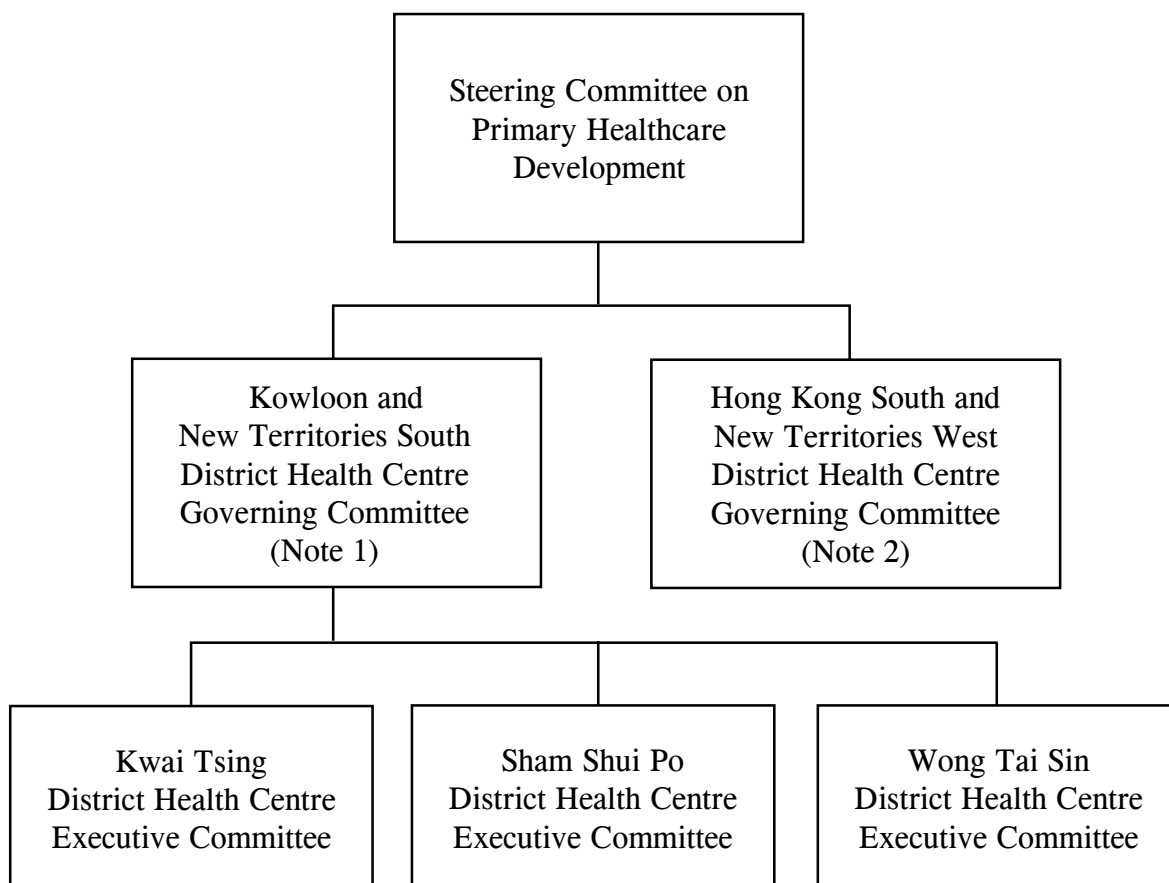 Steering Committee on
Primary Healthcare
Development
Kowloon and
New Territories South
District Health Centre
Governing Committee
(Note 1)
Hong Kong South and
New Territories West
District Health Centre
Governing Committee
(Note 2)
Kwai Tsing
District Health Centre
Executive Committee
Sham Shui Po
District Health Centre
Executive Committee
Wong Tai Sin
District Health Centre
Executive Committee